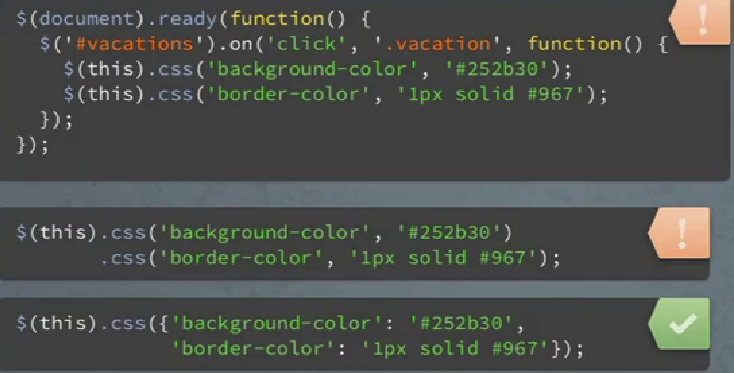 $(document).ready(function() {
$('#vacations').on('click', '.vacation', function() {
$(this).css('background-color', '#252b30');
$(this).css('border-color', '1px solid #967');
});
});
!
$(this).css('background-color', '#252b30')
.css('border-color', '1px solid #967');
!
$(this).css({'background-color': '#252b30',
'border-color': '1px solid #967'});